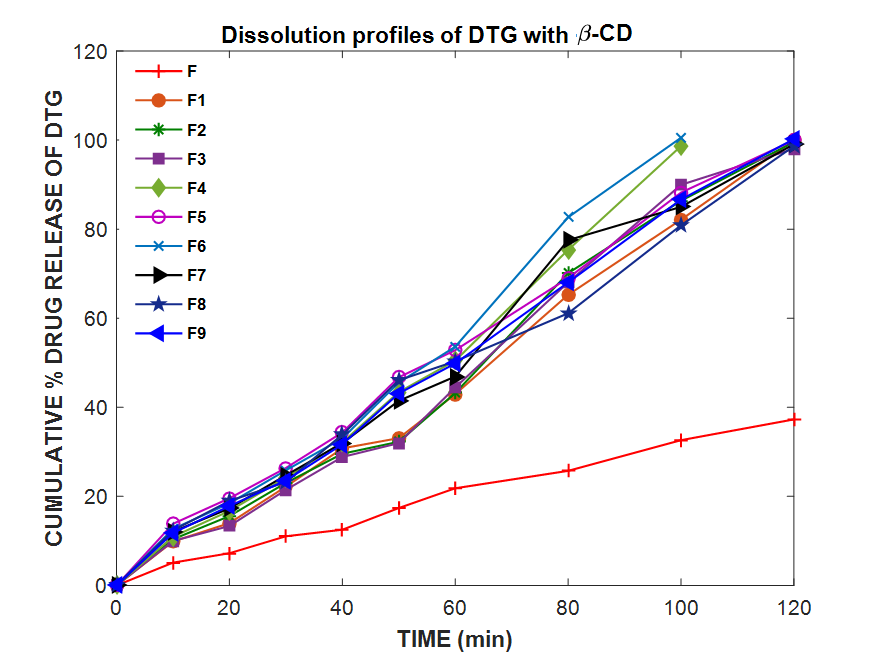 Dissolution profiles of DTG with β-CD
CUMULATIVE % DRUG RELEASE OF DTG
120
100
80
60
40
20
0
F
F1
F2
F3
F4
F5
F6
F7
F8
F9
0 20 40 60 80 100 120
TIME (min)